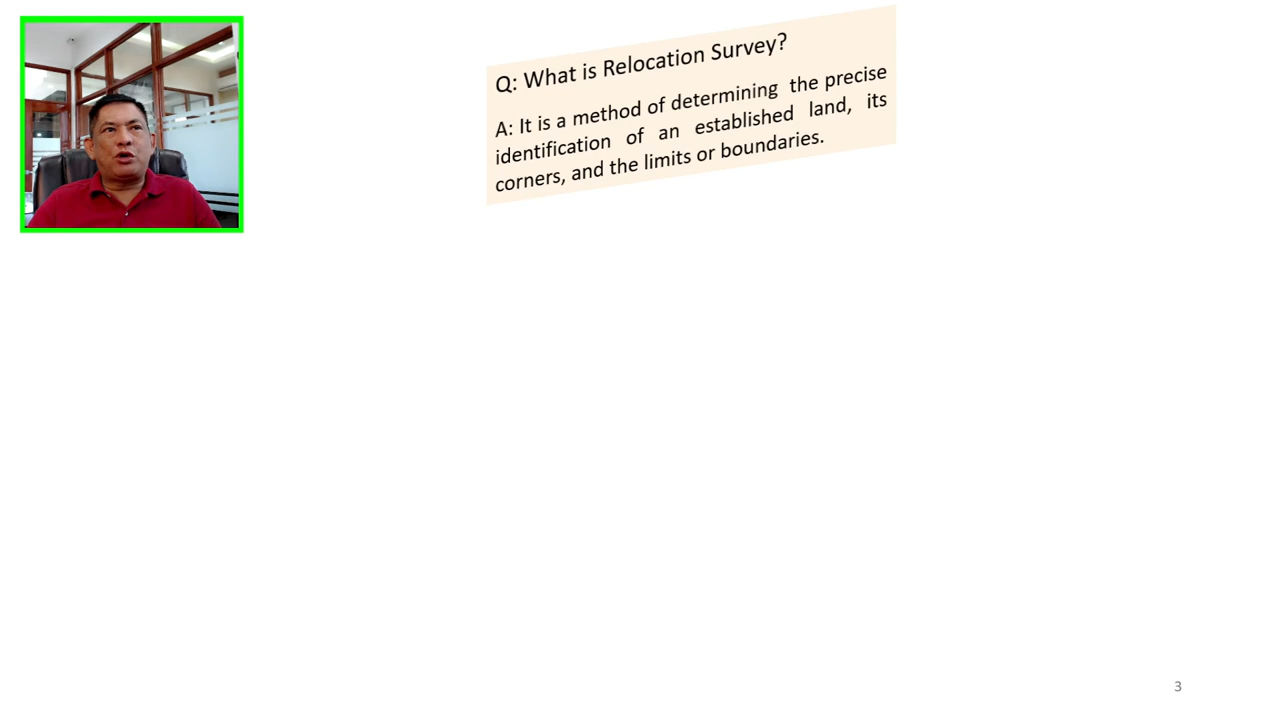 Q: What is Relocation Survey?
A: It is a method of determining the precise
identification of an established land, its
corners, and the limits or boundaries.
3